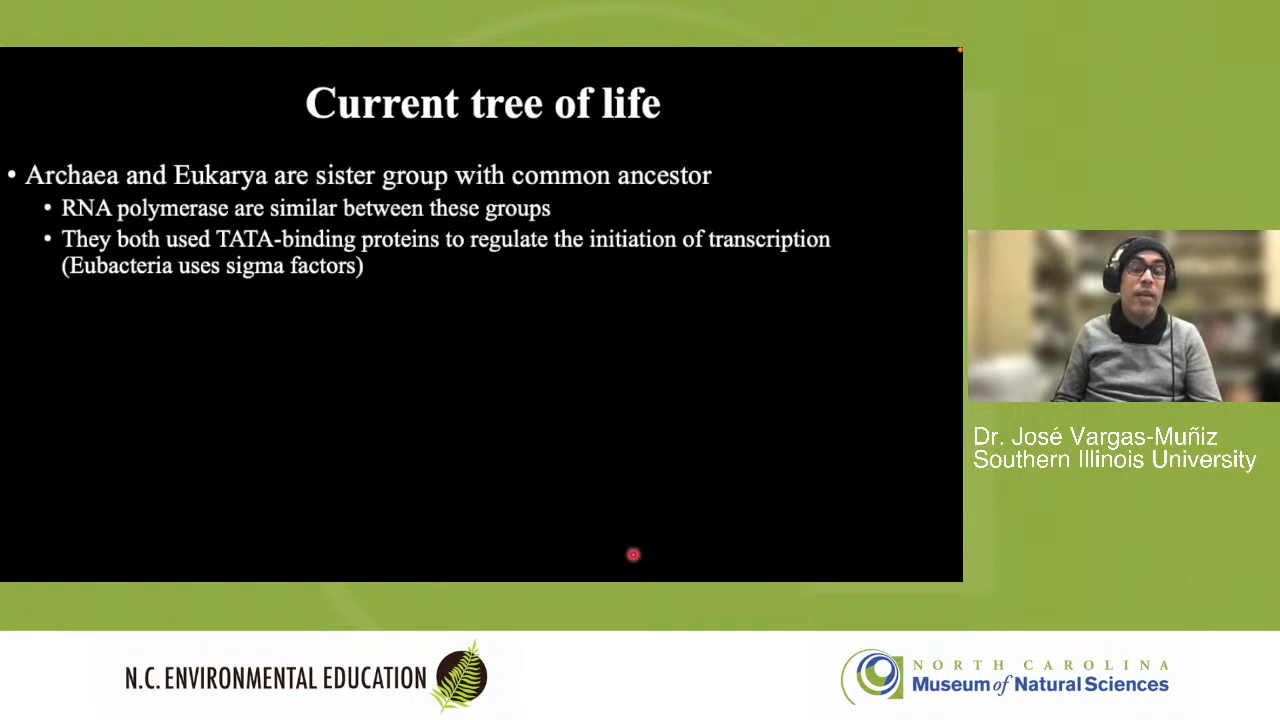 Current tree of life
• Archaea and Eukarya are sister group with common ancestor
• RNA polymerase are similar between these groups
• They both used TATA-binding proteins to regulate the initiation of transcription
(Eubacteria uses sigma factors)
Dr. José Vargas-Muñiz
Southern Illinois University
N.C. ENVIRONMENTAL EDUCATION
NORTH CAROLINA
Museum of Natural Sciences